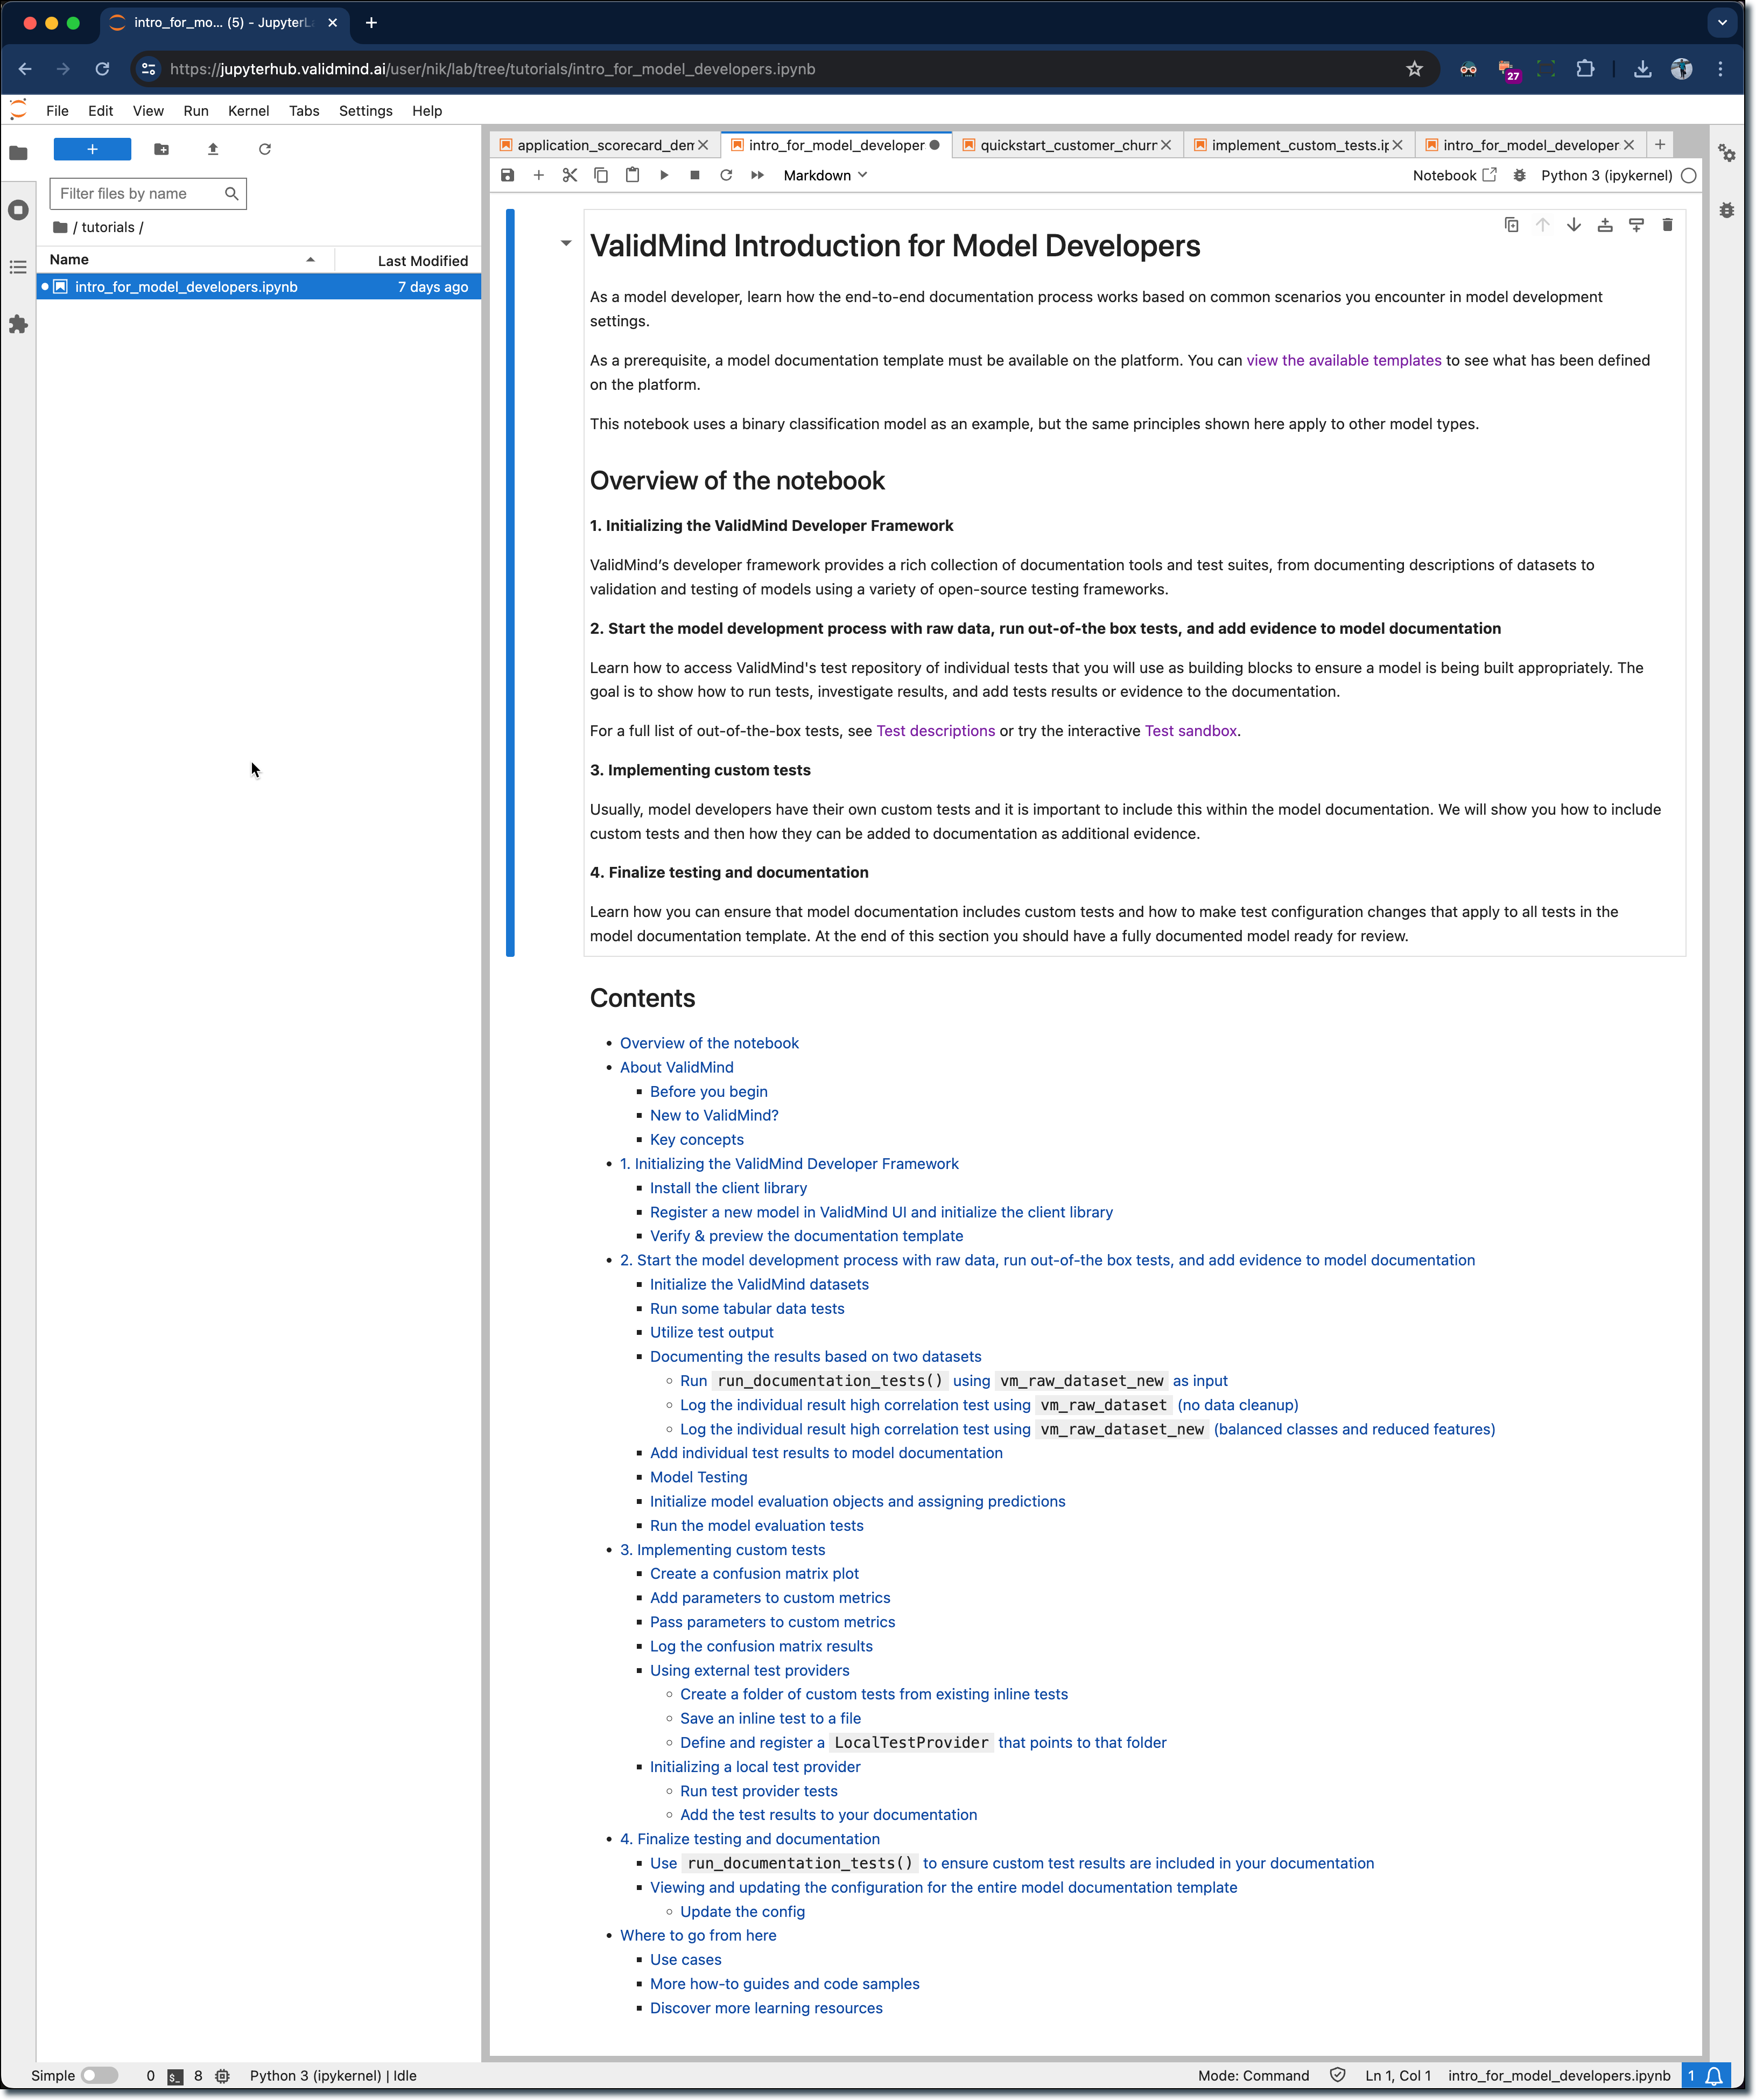 intro_for_mo... (5) - JupyterL
https://jupyterhub.validmind.ai/user/nik/lab/tree/tutorials/intro_for_model_developers.ipynb
27
File Edit View Run Kernel Tabs Settings Help
application_scorecard_dem
intro_for_model_developer
quickstart_customer_churr
implement_custom_tests.ip
intro_for_model_developer
Markdown
Notebook
Python 3 (ipykernel)
Filter files by name
/ tutorials /
Name Last Modified
intro_for_model_developers.ipynb 7 days ago
ValidMind Introduction for Model Developers
As a model developer, learn how the end-to-end documentation process works based on common scenarios you encounter in model development
settings.
As a prerequisite, a model documentation template must be available on the platform. You can view the available templates to see what has been defined
on the platform.
This notebook uses a binary classification model as an example, but the same principles shown here apply to other model types.
Overview of the notebook
1. Initializing the ValidMind Developer Framework
ValidMind's developer framework provides a rich collection of documentation tools and test suites, from documenting descriptions of datasets to
validation and testing of models using a variety of open-source testing frameworks.
2. Start the model development process with raw data, run out-of-the box tests, and add evidence to model documentation
Learn how to access ValidMind's test repository of individual tests that you will use as building blocks to ensure a model is being built appropriately. The
goal is to show how to run tests, investigate results, and add tests results or evidence to the documentation.
For a full list of out-of-the-box tests, see Test descriptions or try the interactive Test sandbox.
3. Implementing custom tests
Usually, model developers have their own custom tests and it is important to include this within the model documentation. We will show you how to include
custom tests and then how they can be added to documentation as additional evidence.
4. Finalize testing and documentation
Learn how you can ensure that model documentation includes custom tests and how to make test configuration changes that apply to all tests in the
model documentation template. At the end of this section you should have a fully documented model ready for review.
Contents
Overview of the notebook
About ValidMind
Before you begin
New to ValidMind?
Key concepts
1. Initializing the ValidMind Developer Framework
Install the client library
Register a new model in ValidMind UI and initialize the client library
Verify & preview the documentation template
2. Start the model development process with raw data, run out-of-the box tests, and add evidence to model documentation
Initialize the ValidMind datasets
Run some tabular data tests
Utilize test output
Documenting the results based on two datasets
Run run_documentation_tests() using vm_raw_dataset_new as input
Log the individual result high correlation test using vm_raw_dataset (no data cleanup)
Log the individual result high correlation test using vm_raw_dataset_new (balanced classes and reduced features)
Add individual test results to model documentation
Model Testing
Initialize model evaluation objects and assigning predictions
Run the model evaluation tests
3. Implementing custom tests
Create a confusion matrix plot
Add parameters to custom metrics
Pass parameters to custom metrics
Log the confusion matrix results
Using external test providers
Create a folder of custom tests from existing inline tests
Save an inline test to a file
Define and register a LocalTestProvider that points to that folder
Initializing a local test provider
Run test provider tests
Add the test results to your documentation
4. Finalize testing and documentation
Use run_documentation_tests() to ensure custom test results are included in your documentation
Viewing and updating the configuration for the entire model documentation template
Update the config
Where to go from here
Use cases
More how-to guides and code samples
Discover more learning resources
Simple 0 8 Python 3 (ipykernel) | Idle Mode: Command Ln 1, Col 1 intro_for_model_developers.ipynb 1